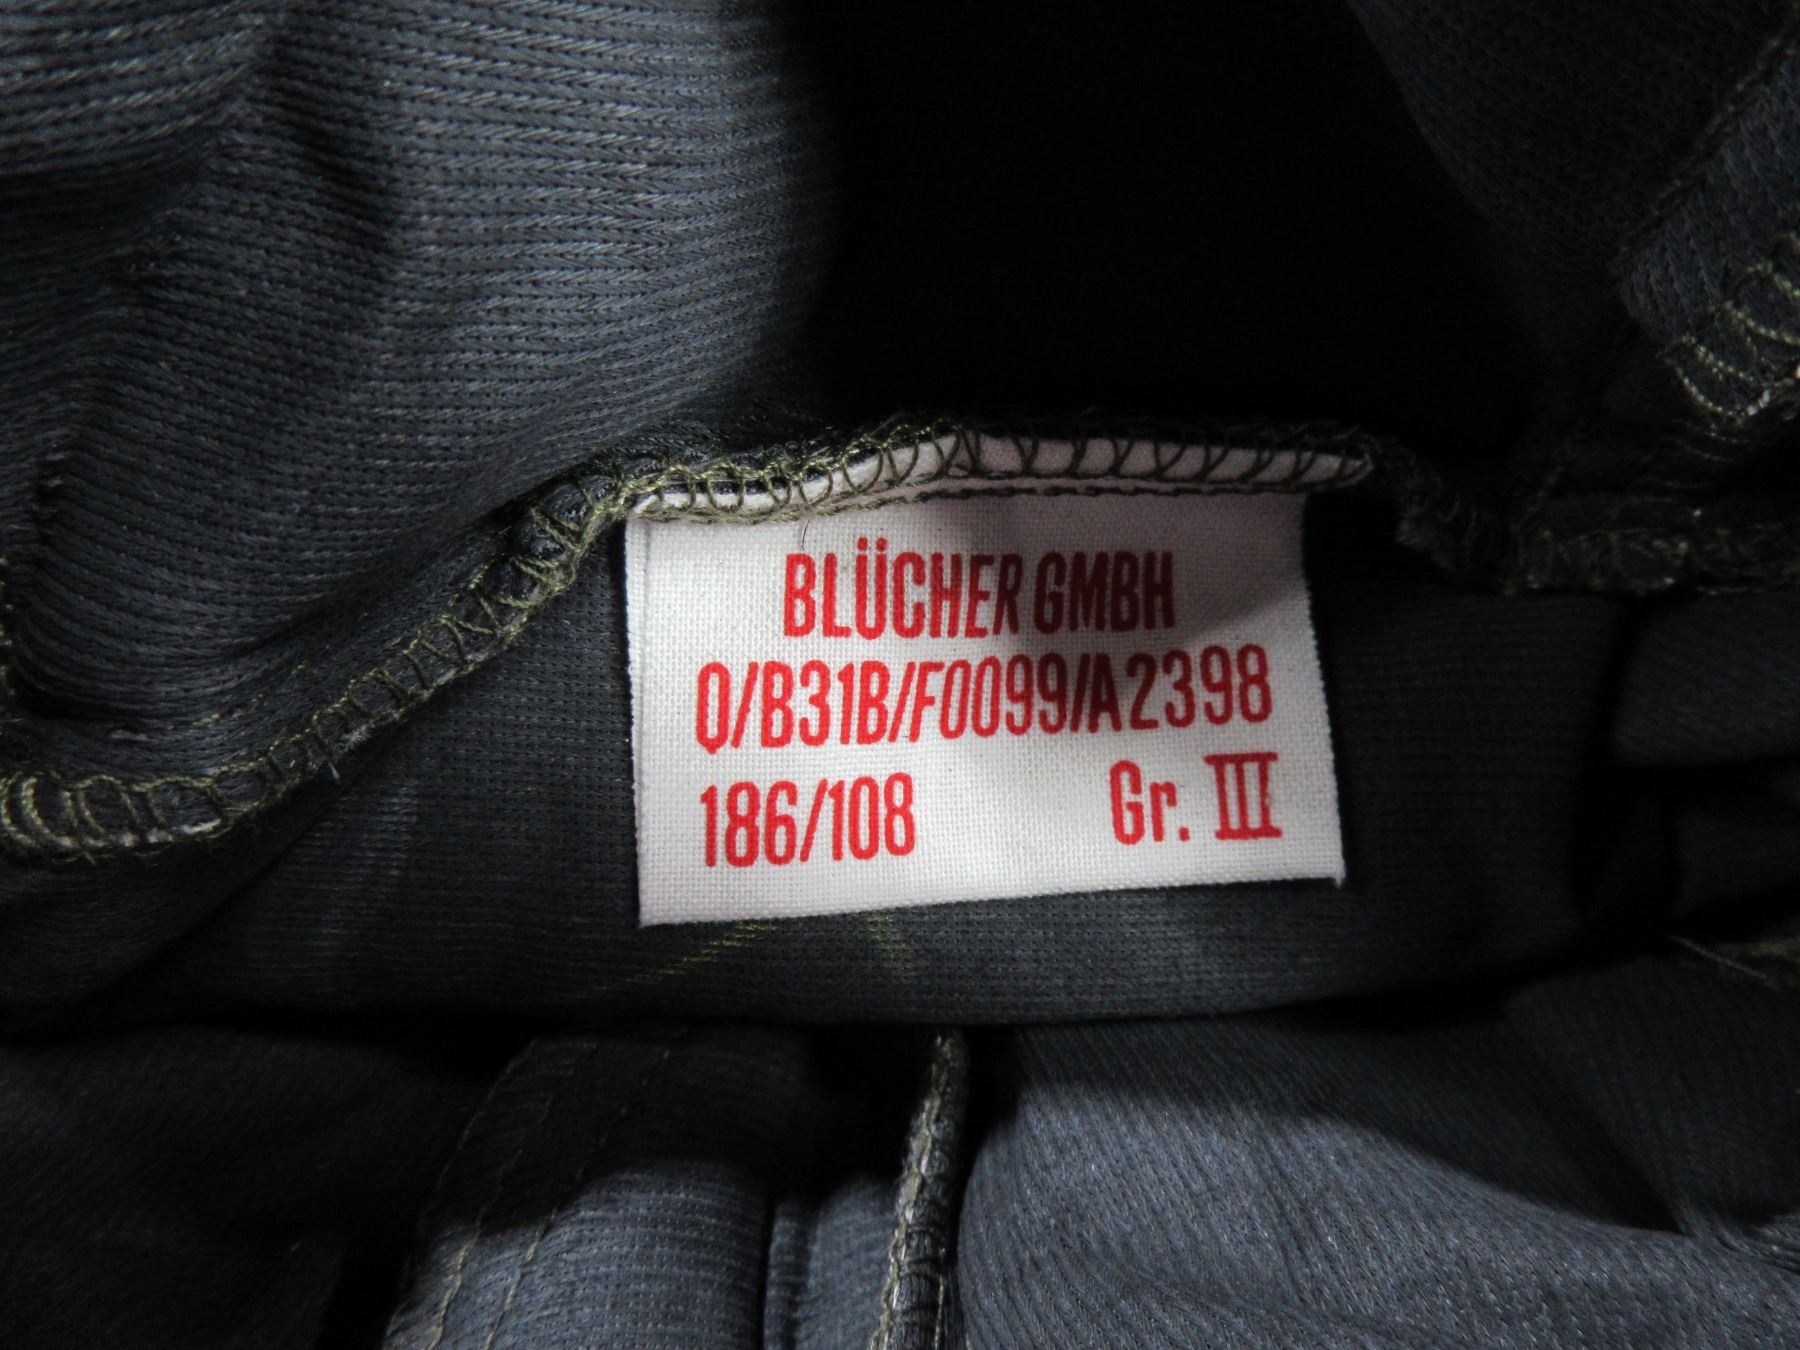 BLÜCHER GMBH
Q/B31B/F0099/A2398
186/108 Gr. III